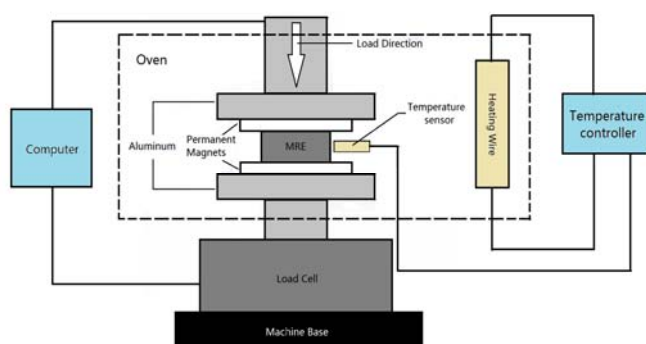 Load Direction
Oven
Temperature
sensor
Permanent
Magnets
Aluminum
MRE
Heating Wire
Computer
Temperature
controller
Load Cell
Machine Base